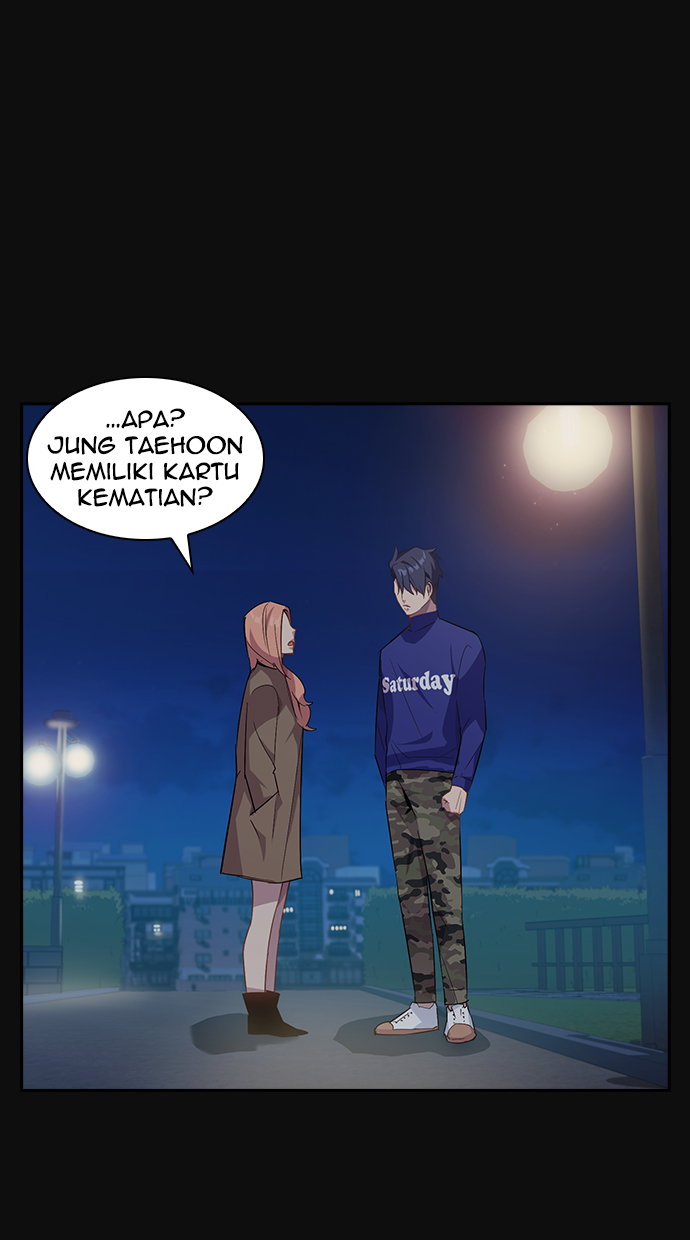 ...APA?
JUNG TAEHOON
MEMILIKI KARTU
KEMATIAN?
Saturday